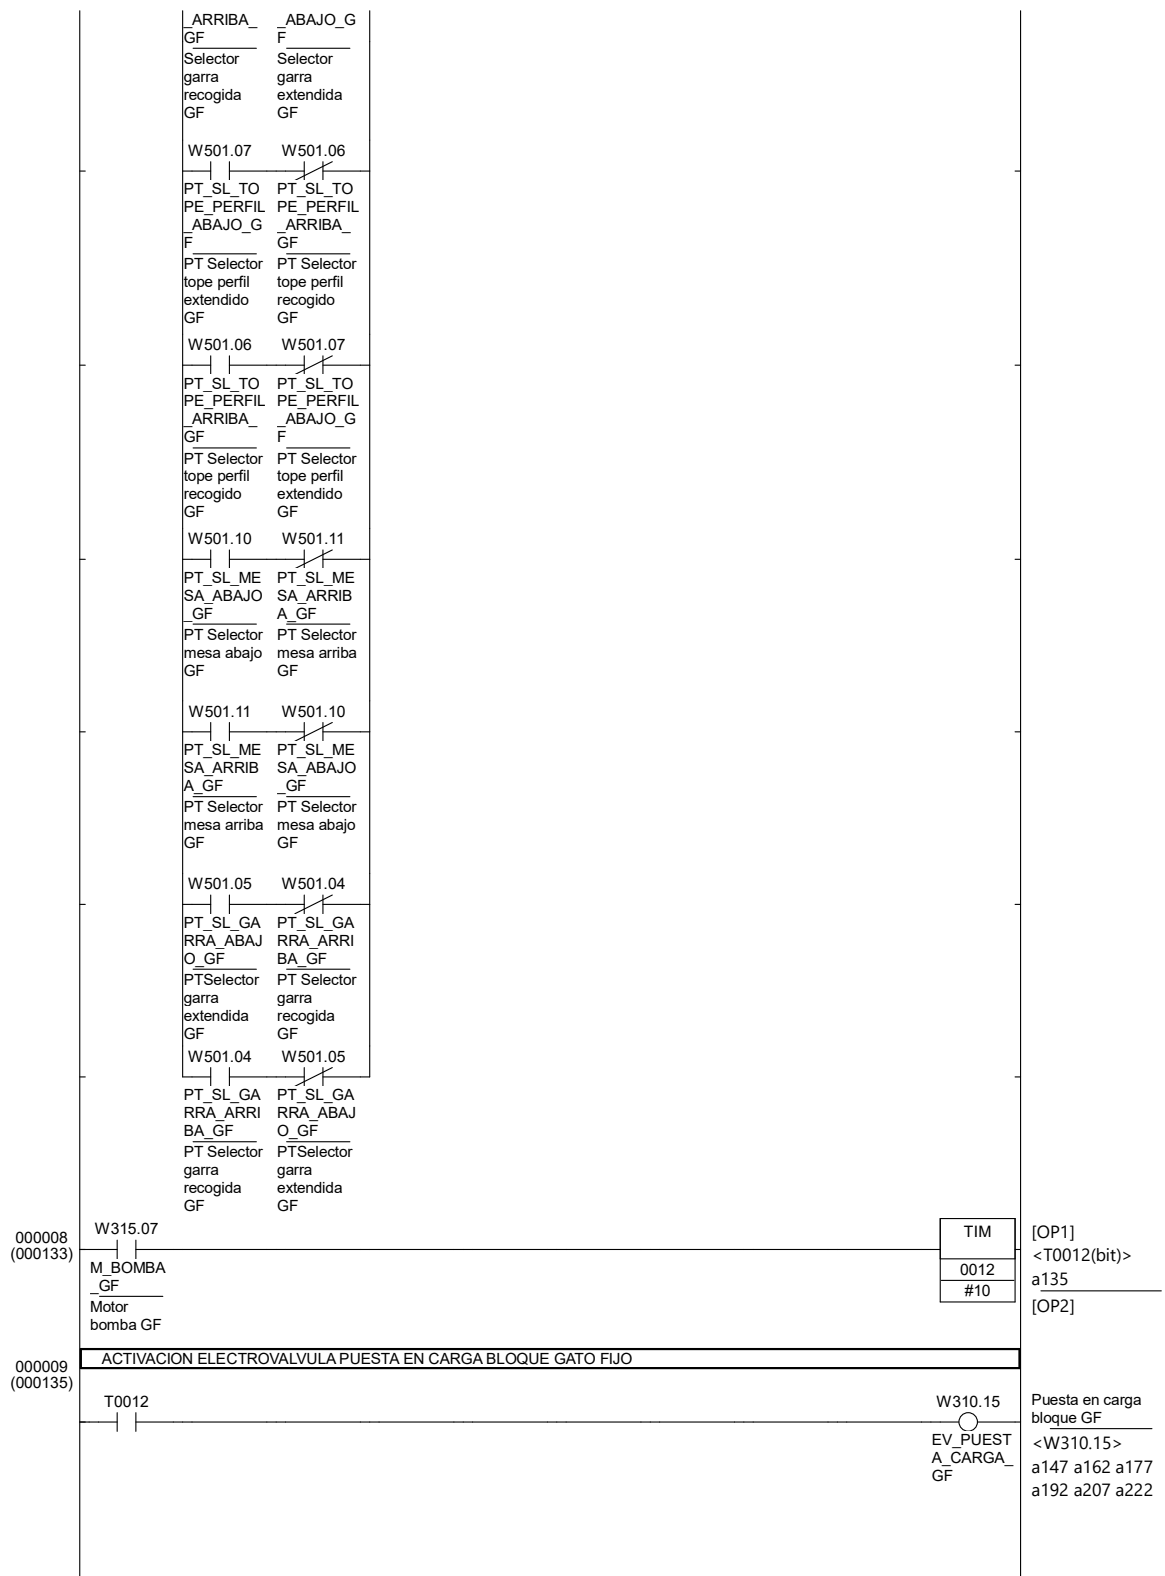 _ARRIBA_ _ABAJO_G
GF F
Selector Selector
garra garra
recogida extendida
GF GF
W501.07 W501.06
PT_SL_TO PT_SL_TO
PE_PERFIL PE_PERFIL
_ABAJO_G _ARRIBA_
F GF
PT Selector PT Selector
tope perfil tope perfil
extendido recogido
GF GF
W501.06 W501.07
PT_SL_TO PT_SL_TO
PE_PERFIL PE_PERFIL
_ARRIBA_ _ABAJO_G
GF F
PT Selector PT Selector
tope perfil tope perfil
recogido extendido
GF GF
W501.10 W501.11
PT_SL_ME PT_SL_ME
SA_ABAJO SA_ARRIB
_GF A_GF
PT Selector PT Selector
mesa abajo mesa arriba
GF GF
W501.11 W501.10
PT_SL_ME PT_SL_ME
SA_ARRIB SA_ABAJO
A_GF _GF
PT Selector PT Selector
mesa arriba mesa abajo
GF GF
W501.05 W501.04
PT_SL_GA PT_SL_GA
RRA_ABAJ RRA_ARRI
O_GF BA_GF
PTSelector PT Selector
garra garra
extendida recogida
GF GF
W501.04 W501.05
PT_SL_GA PT_SL_GA
RRA_ARRI RRA_ABAJ
BA_GF O_GF
PT Selector PTSelector
garra garra
recogida extendida
GF GF
000008
(000133)
W315.07
M_BOMBA
_GF
Motor
bomba GF
TIM
0012
#10
[OP1]
<T0012(bit)>
a135
[OP2]
000009
(000135)
ACTIVACION ELECTROVALVULA PUESTA EN CARGA BLOQUE GATO FIJO
T0012
W310.15
EV_PUEST
A_CARGA_
GF
Puesta en carga
bloque GF
<W310.15>
a147 a162 a177
a192 a207 a222